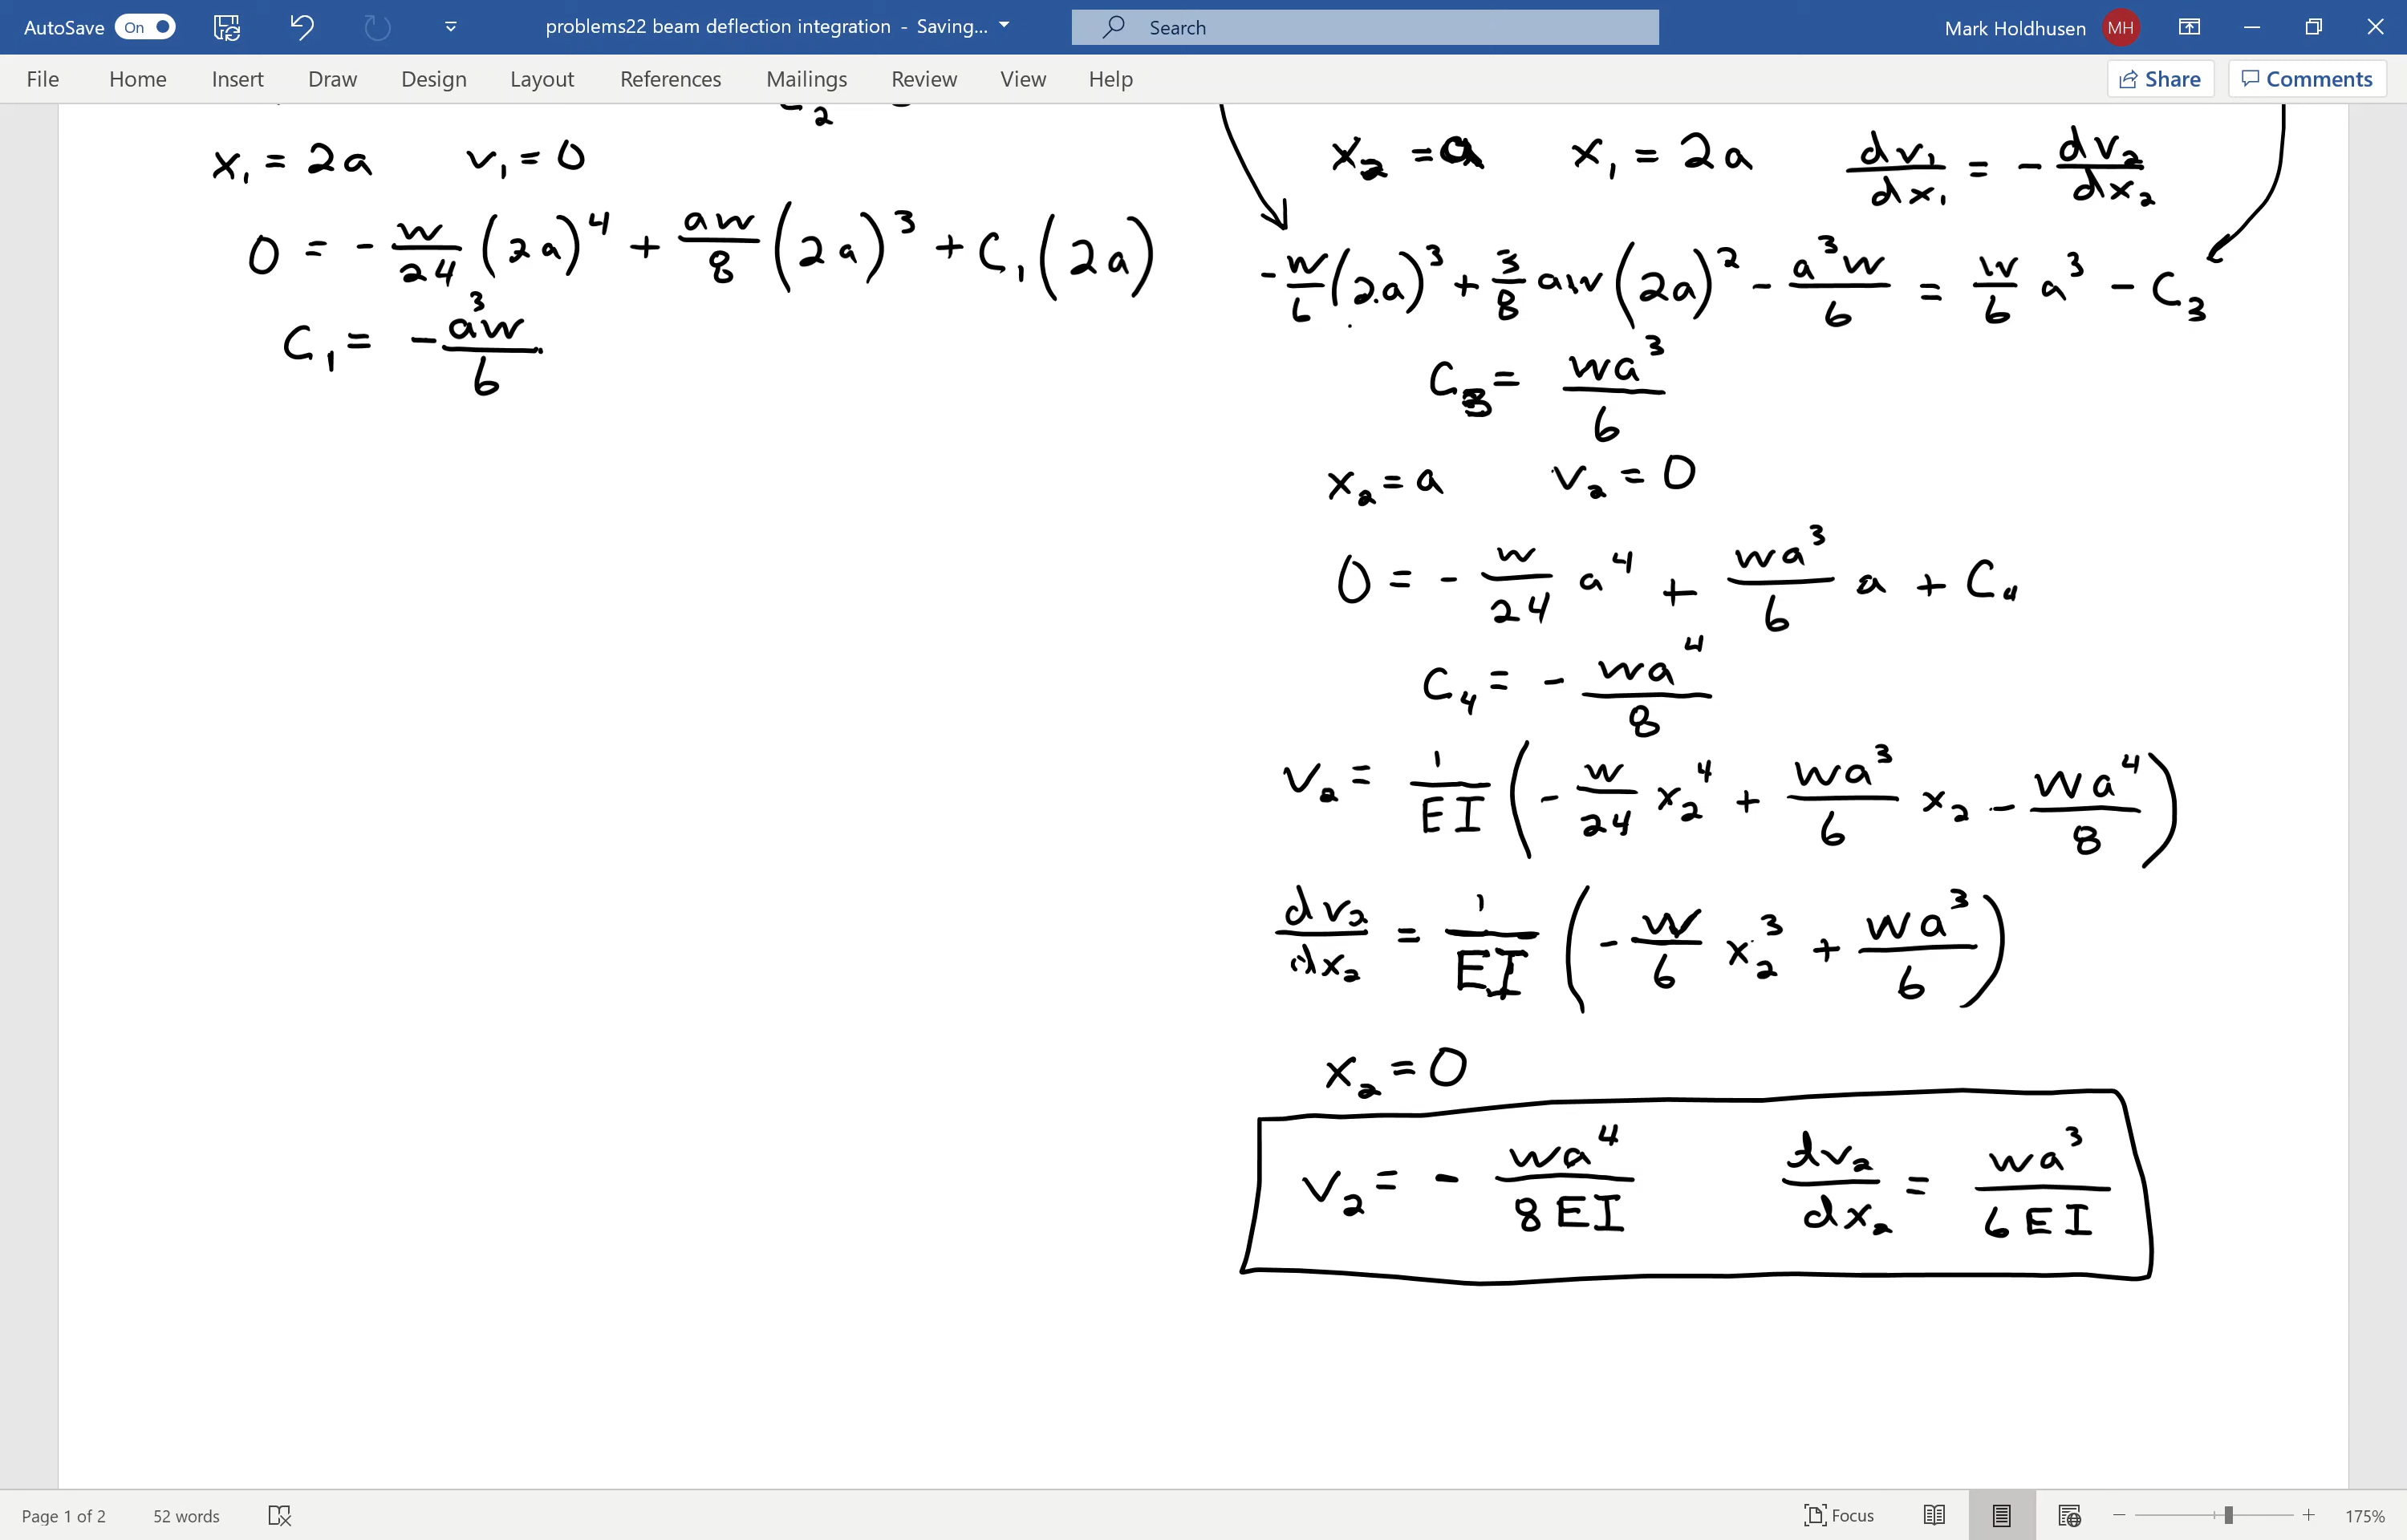 AutoSave On problems22 beam deflection integration - Saving... Search Mark Holdhusen MH
File Home Insert Draw Design Layout References Mailings Review View Help Share Comments
x₁ = 2a v₁ = 0
0 = - w/24 (2a)⁴ + aw/8 (2a)³ + C₁(2a)
C₁ = - a³w/6
x₂ = a x₁ = 2a dv₁/dx₁ = - dv₂/dx₂
- w/6 (2a)³ + 3/8 aw (2a)² - a³w/6 = w/6 a³ - C₃
C₃ = wa³/6
x₂ = a v₂ = 0
0 = - w/24 a⁴ + wa³/6 a + C₄
C₄ = - wa⁴/8
v₂ = 1/EI (- w/24 x₂⁴ + wa³/6 x₂ - wa⁴/8)
dv₂/dx₂ = 1/EI (- w/6 x₂³ + wa³/6)
x₂ = 0
v₂ = - wa⁴/8EI dv₂/dx₂ = wa³/6EI
Page 1 of 2 52 words Focus 175%